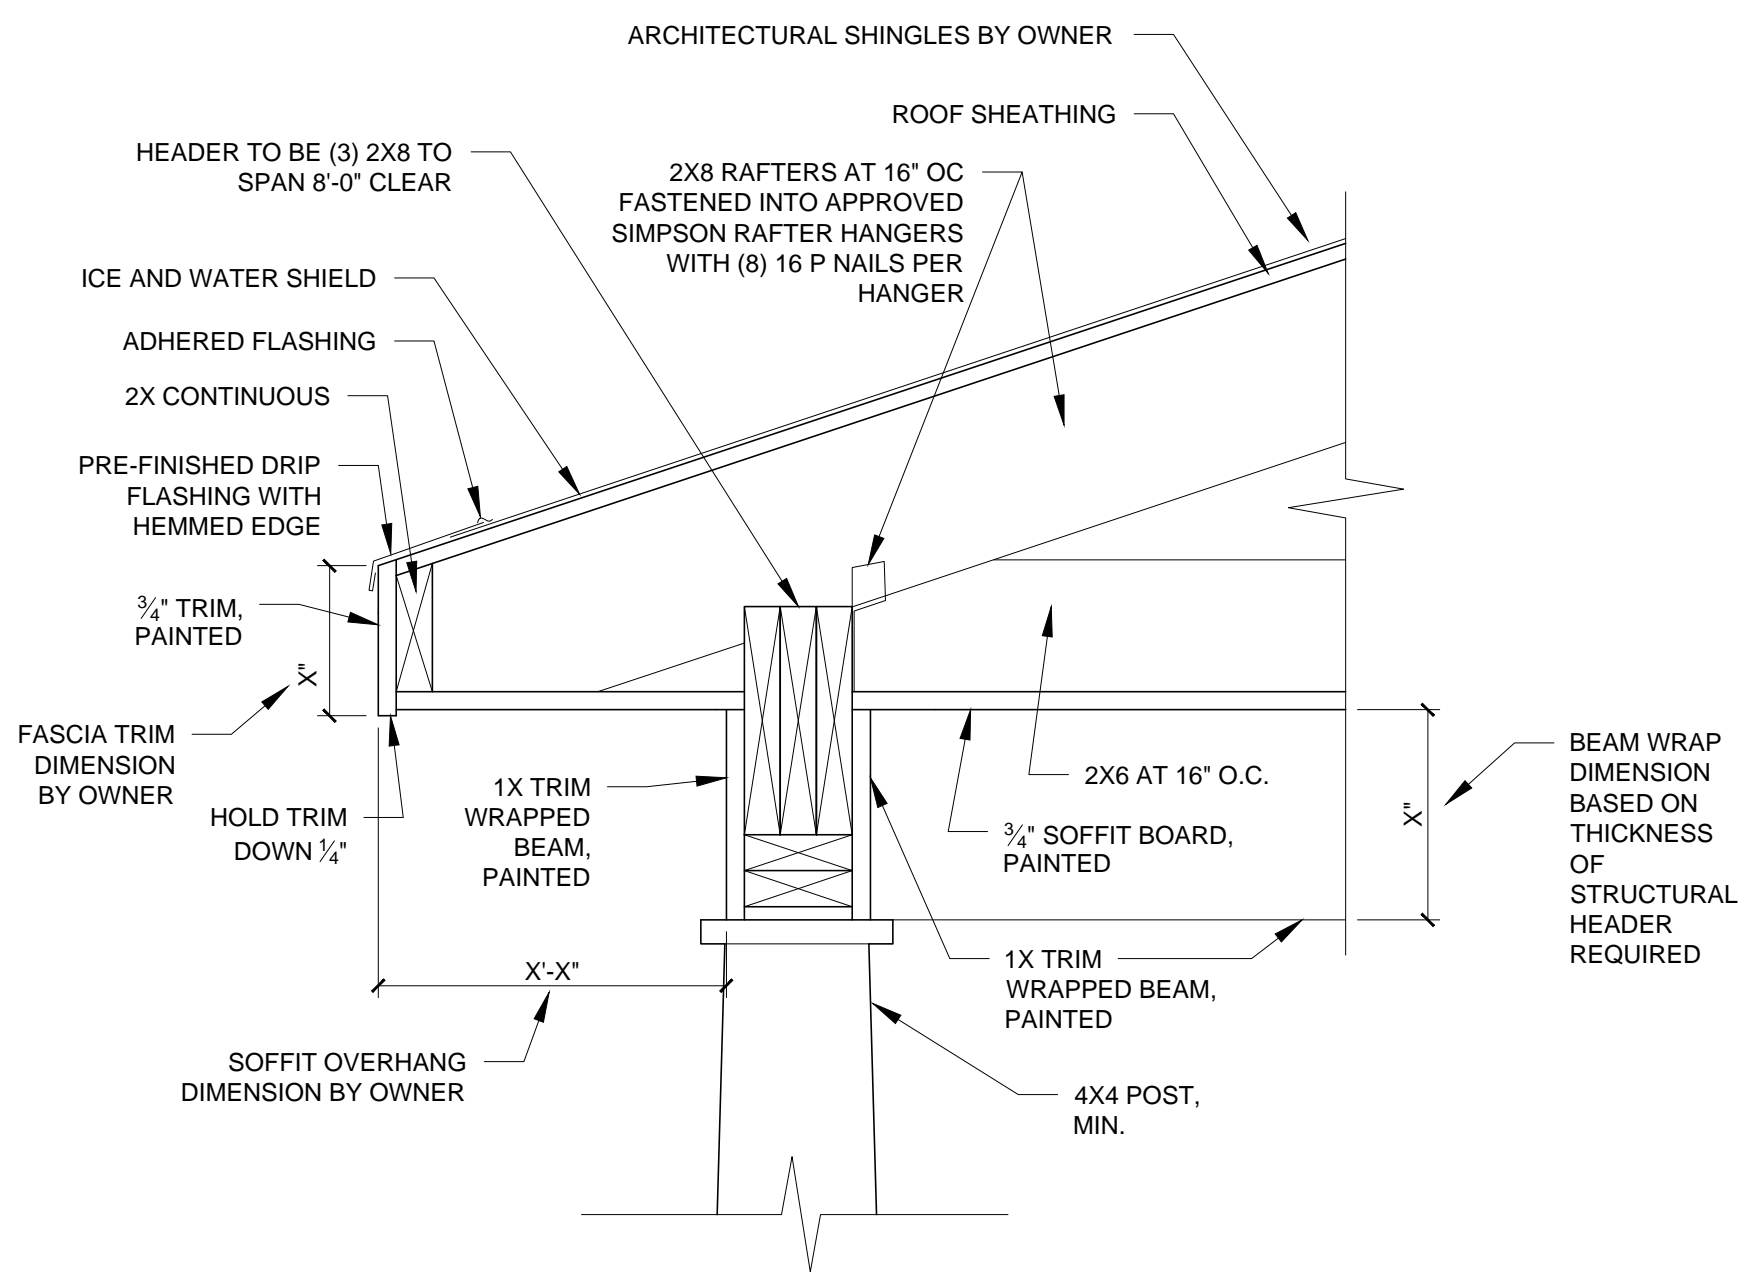 ARCHITECTURAL SHINGLES BY OWNER
ROOF SHEATHING
HEADER TO BE (3) 2X8 TO
SPAN 8'-0" CLEAR
2X8 RAFTERS AT 16" OC
FASTENED INTO APPROVED
SIMPSON RAFTER HANGERS
WITH (8) 16 P NAILS PER
HANGER
ICE AND WATER SHIELD
ADHERED FLASHING
2X CONTINUOUS
PRE-FINISHED DRIP
FLASHING WITH
HEMMED EDGE
¾" TRIM,
PAINTED
X"
FASCIA TRIM
DIMENSION
BY OWNER
HOLD TRIM
DOWN ¼"
1X TRIM
WRAPPED
BEAM,
PAINTED
2X6 AT 16" O.C.
¾" SOFFIT BOARD,
PAINTED
X"
BEAM WRAP
DIMENSION
BASED ON
THICKNESS
OF
STRUCTURAL
HEADER
REQUIRED
1X TRIM
WRAPPED BEAM,
PAINTED
X'-X"
SOFFIT OVERHANG
DIMENSION BY OWNER
4X4 POST,
MIN.